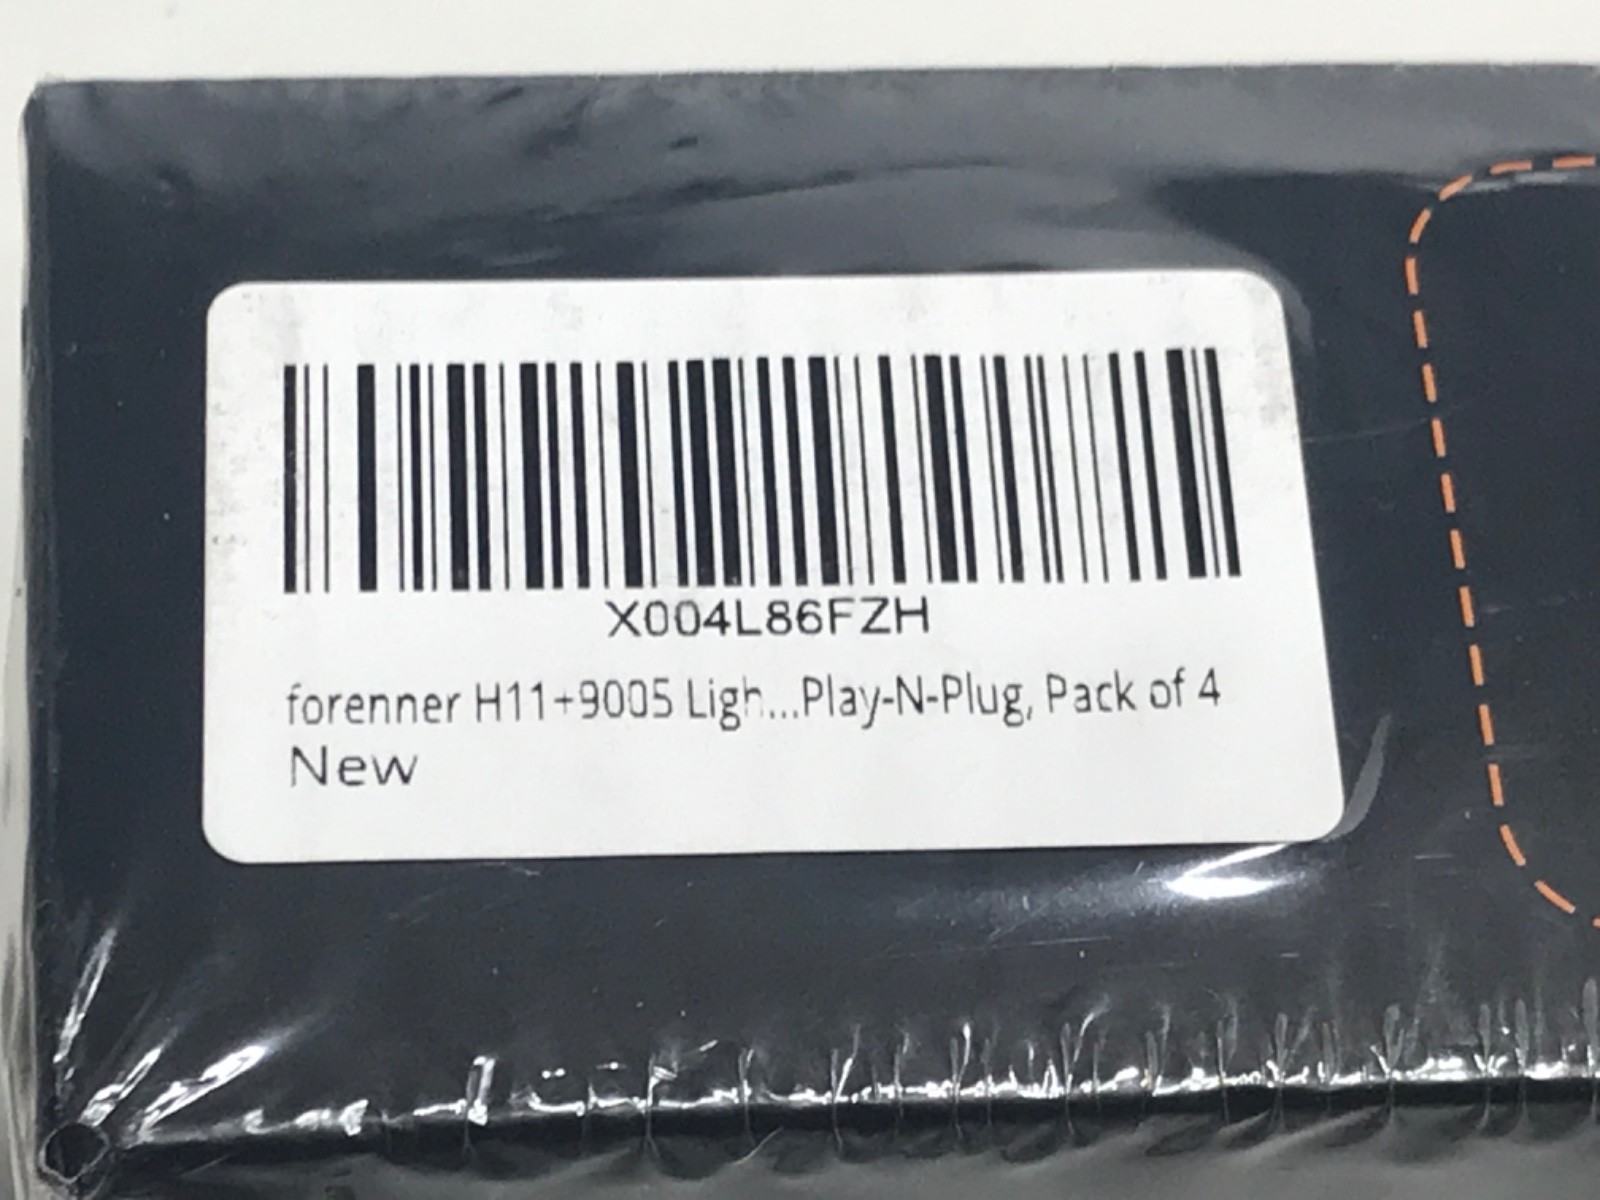 X004L86FZH
forenner H11+9005 Ligh...Play-N-Plug, Pack of 4
New